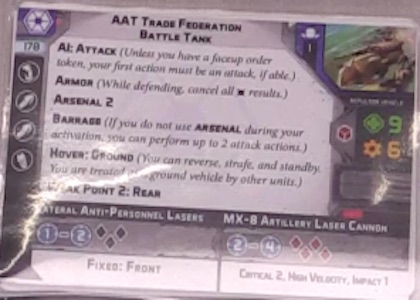 AAT Trade Federation
Battle Tank
170
1
AI: Attack (Unless you have a faceup order
token, your first action must be an attack, if able.)
Armor (While defending, cancel all results.)
Arsenal 2
Barrage (If you do not use Arsenal during your
activation, you can perform up to 2 attack actions.)
Hover: Ground (You can reverse, strafe, and standby.
You are treated ground vehicle by other units.)
Point 2: Rear
Repulsor Vehicle
9
6
ateral Anti-Personnel Lasers
1-2
Fixed: Front
MX-8 Artillery Laser Cannon
2-4
Critical 2, High Velocity, Impact 1